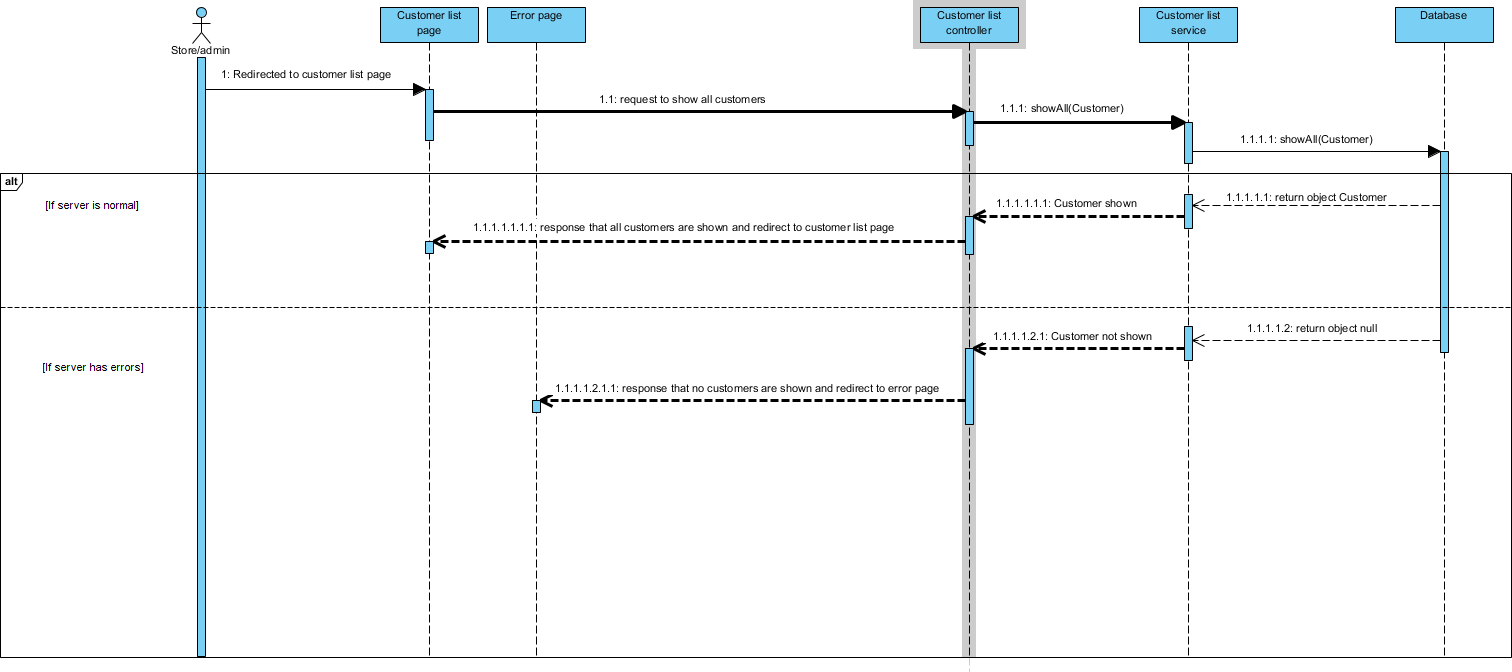 Customer list
page
Error page
Customer list
controller
Customer list
service
Database
Store/admin
1: Redirected to customer list page
1.1: request to show all customers
1.1.1: showAll(Customer)
1.1.1.1: showAll(Customer)
alt
[If server is normal]
1.1.1.1.1: return object Customer
1.1.1.1.1.1: Customer shown
1.1.1.1.1.1.1: response that all customers are shown and redirect to customer list page
1.1.1.1.2: return object null
1.1.1.1.2.1: Customer not shown
[If server has errors]
1.1.1.1.2.1.1: response that no customers are shown and redirect to error page